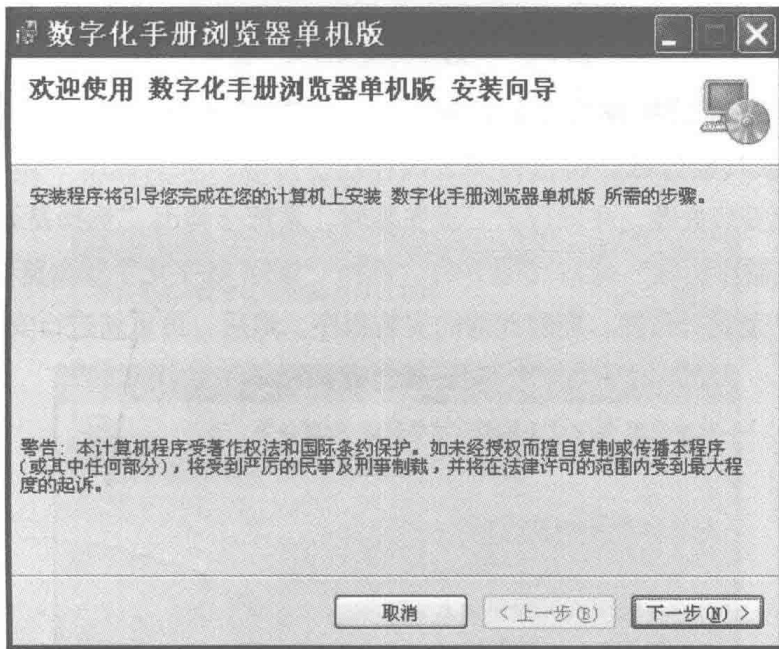 数字化手册浏览器单机版
欢迎使用 数字化手册浏览器单机版 安装向导
安装程序将引导您完成在您的计算机上安装 数字化手册浏览器单机版 所需的步骤。
警告: 本计算机程序受著作权法和国际条约保护。如未经授权而擅自复制或传播本程序
(或其中任何部分),将受到严厉的民事及刑事制裁,并将在法律许可的范围内受到最大程
度的起诉。
取消
< 上一步(B)
下一步(N) >